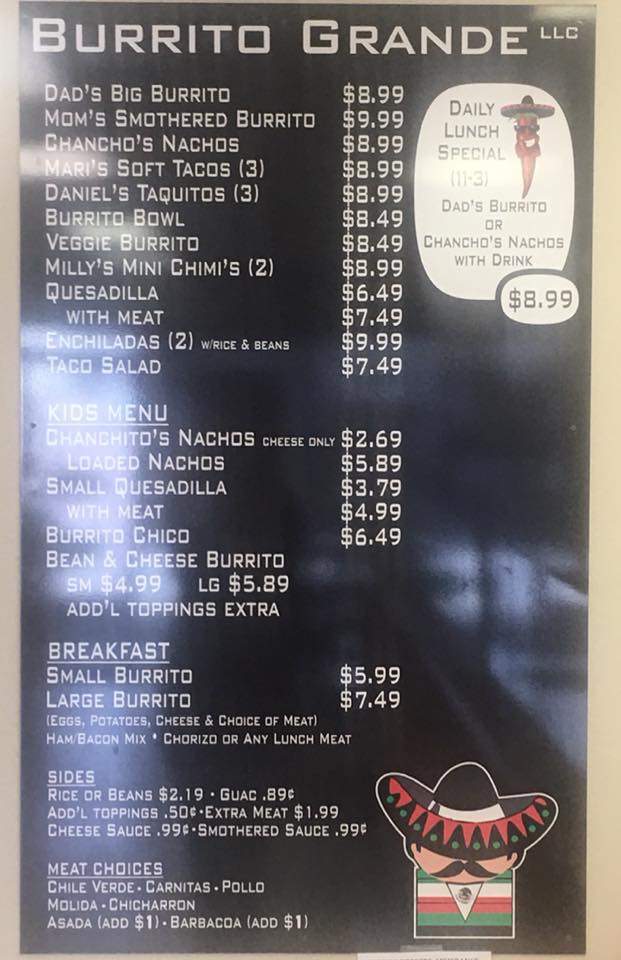 BURRITO GRANDE LLC
DAD'S BIG BURRITO $8.99
MOM'S SMOTHERED BURRITO $9.99
CHANCHO'S NACHOS $8.99
MARI'S SOFT TACOS (3) $8.99
DANIEL'S TAQUITOS (3) $8.99
BURRITO BOWL $8.49
VEGGIE BURRITO $8.49
MILLY'S MINI CHIMI'S (2) $8.99
QUESADILLA $6.49
WITH MEAT $7.49
ENCHILADAS (2) W/RICE & BEANS $9.99
TACO SALAD $7.49
DAILY
LUNCH
SPECIAL
(11-3)
DAD'S BURRITO
OR
CHANCHO'S NACHOS
WITH DRINK
$8.99
KIDS MENU
CHANCHITO'S NACHOS CHEESE ONLY $2.69
LOADED NACHOS $5.89
SMALL QUESADILLA $3.79
WITH MEAT $4.99
BURRITO CHICO $6.49
BEAN & CHEESE BURRITO
SM $4.99 LG $5.89
ADD'L TOPPINGS EXTRA
BREAKFAST
SMALL BURRITO $5.99
LARGE BURRITO $7.49
(EGGS, POTATOES, CHEESE & CHOICE OF MEAT)
HAM/BACON MIX * CHORIZO OR ANY LUNCH MEAT
SIDES
RICE OR BEANS $2.19 • GUAC .89¢
ADD'L TOPPINGS .50¢•EXTRA MEAT $1.99
CHEESE SAUCE .99¢•SMOTHERED SAUCE .99¢
MEAT CHOICES
CHILE VERDE • CARNITAS • POLLO
MOLIDA • CHICHARRON
ASADA (ADD $1) • BARBACOA (ADD $1)